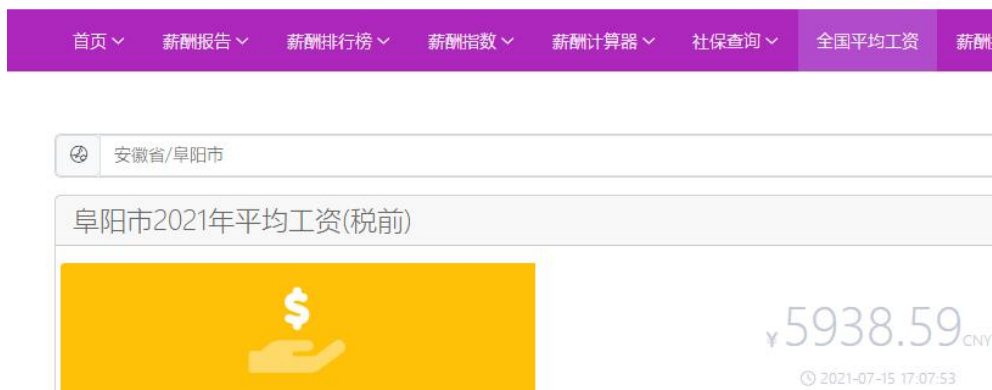 首页 薪酬报告 薪酬排行榜 薪酬指数 薪酬计算器 社保查询 全国平均工资 薪酬
安徽省/阜阳市
阜阳市2021年平均工资(税前)
$
¥5938.59CNY
2021-07-15 17:07:53